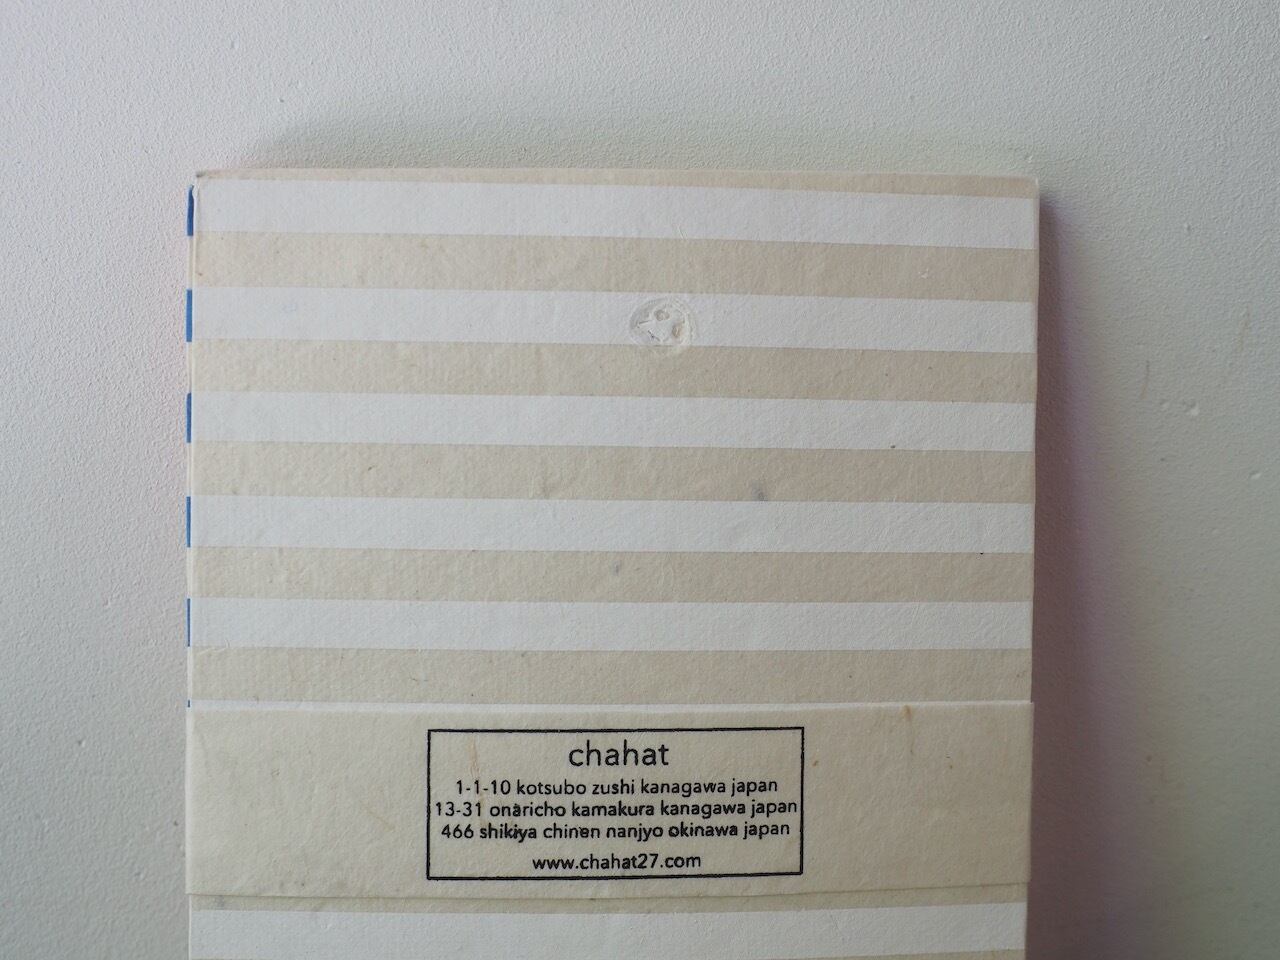 chahat
1-1-10 kotsubo zushi kanagawa japan
13-31 onaricho kamakura kanagawa japan
466 shikiya chinen nanjyo okinawa japan
www.chahat27.com